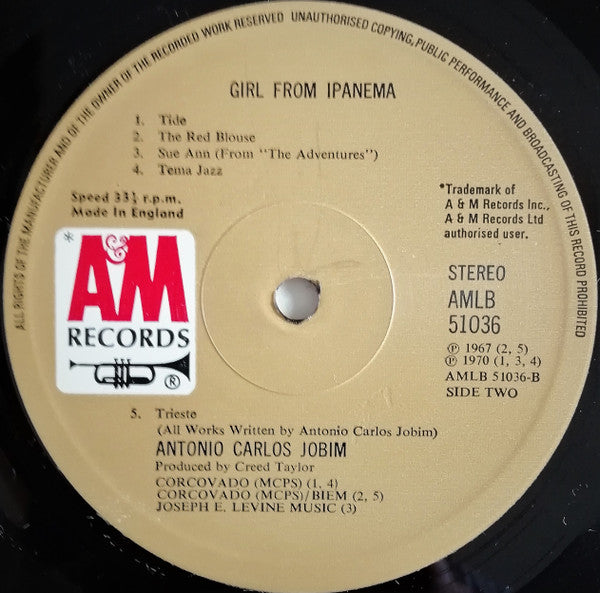 ALL RIGHTS OF THE MANUFACTURER AND OF THE OWNER OF THE RECORDED WORK RESERVED UNAUTHORISED COPYING, PUBLIC PERFORMANCE AND BROADCASTING OF THIS RECORD PROHIBITED
GIRL FROM IPANEMA
1. Tide
2. The Red Blouse
3. Sue Ann (From "The Adventures")
4. Tema Jazz
Speed 33⅓ r.p.m.
Made In England
*
A&M
RECORDS
®
*Trademark of
A & M Records Inc.,
A & M Records Ltd
authorised user.
STEREO
AMLB
51036
℗ 1967 (2, 5)
℗ 1970 (1, 3, 4)
AMLB 51036-B
SIDE TWO
5. Trieste
(All Works Written by Antonio Carlos Jobim)
ANTONIO CARLOS JOBIM
Produced by Creed Taylor
CORCOVADO (MCPS) (1, 4)
CORCOVADO (MCPS)/BIEM (2, 5)
JOSEPH E. LEVINE MUSIC (3)